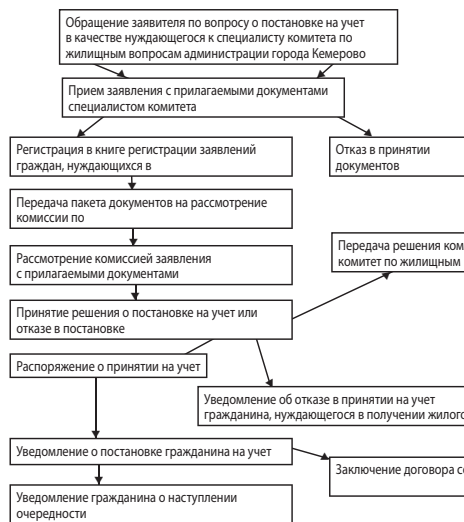 Обращение заявителя по вопросу о постановке на учет
в качестве нуждающегося к специалисту комитета по
жилищным вопросам администрации города Кемерово
Прием заявления с прилагаемыми документами
специалистом комитета
Регистрация в книге регистрации заявлений
граждан, нуждающихся в
Отказ в принятии
документов
Передача пакета документов на рассмотрение
комиссии по
Рассмотрение комиссией заявления
с прилагаемыми документами
Передача решения
комитет по жилищным
Принятие решения о постановке на учет или
отказе в постановке
Распоряжение о принятии на учет
Уведомление об отказе в принятии на учет
гражданина, нуждающегося в получении
Уведомление о постановке гражданина на учет
Заключение договора
Уведомление гражданина о наступлении
очередности